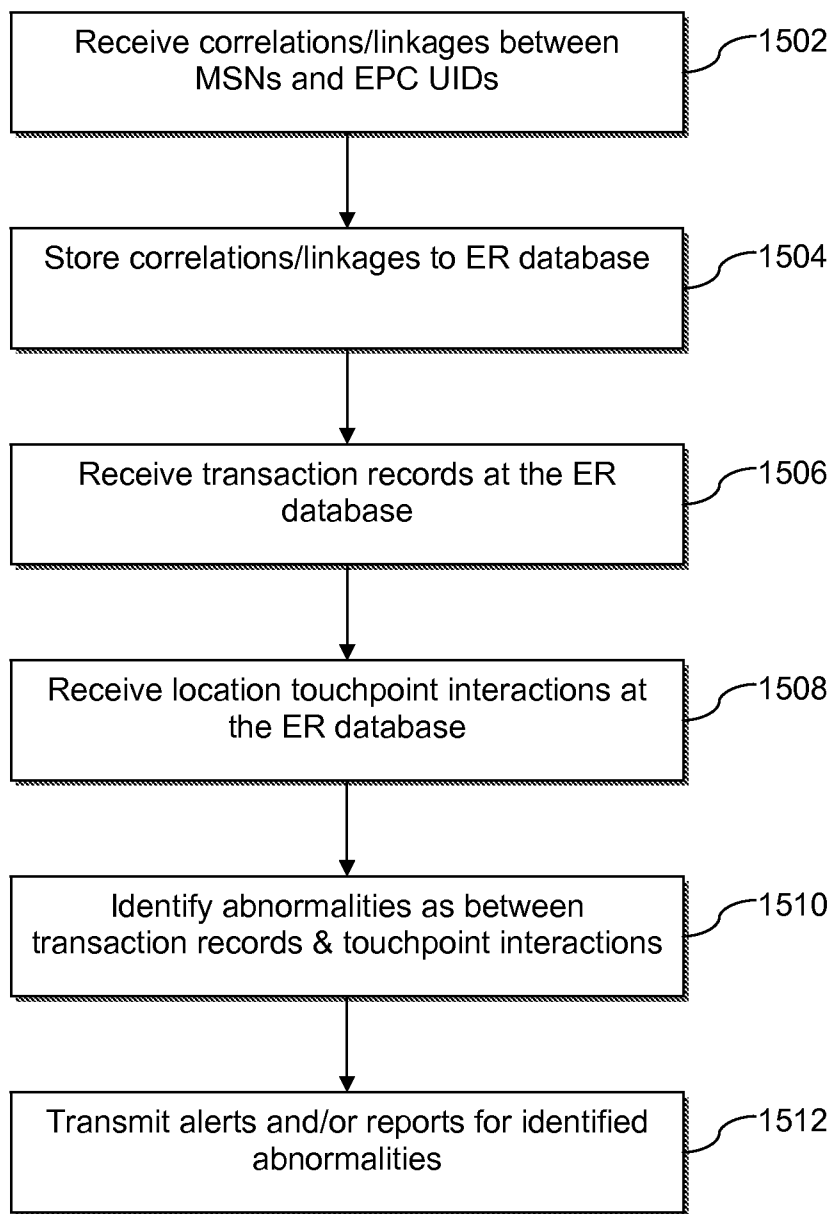 Receive correlations/linkages between
MSNs and EPC UIDs
1502
Store correlations/linkages to ER database
1504
Receive transaction records at the ER
database
1506
Receive location touchpoint interactions at
the ER database
1508
Identify abnormalities as between
transaction records & touchpoint interactions
1510
Transmit alerts and/or reports for identified
abnormalities
1512